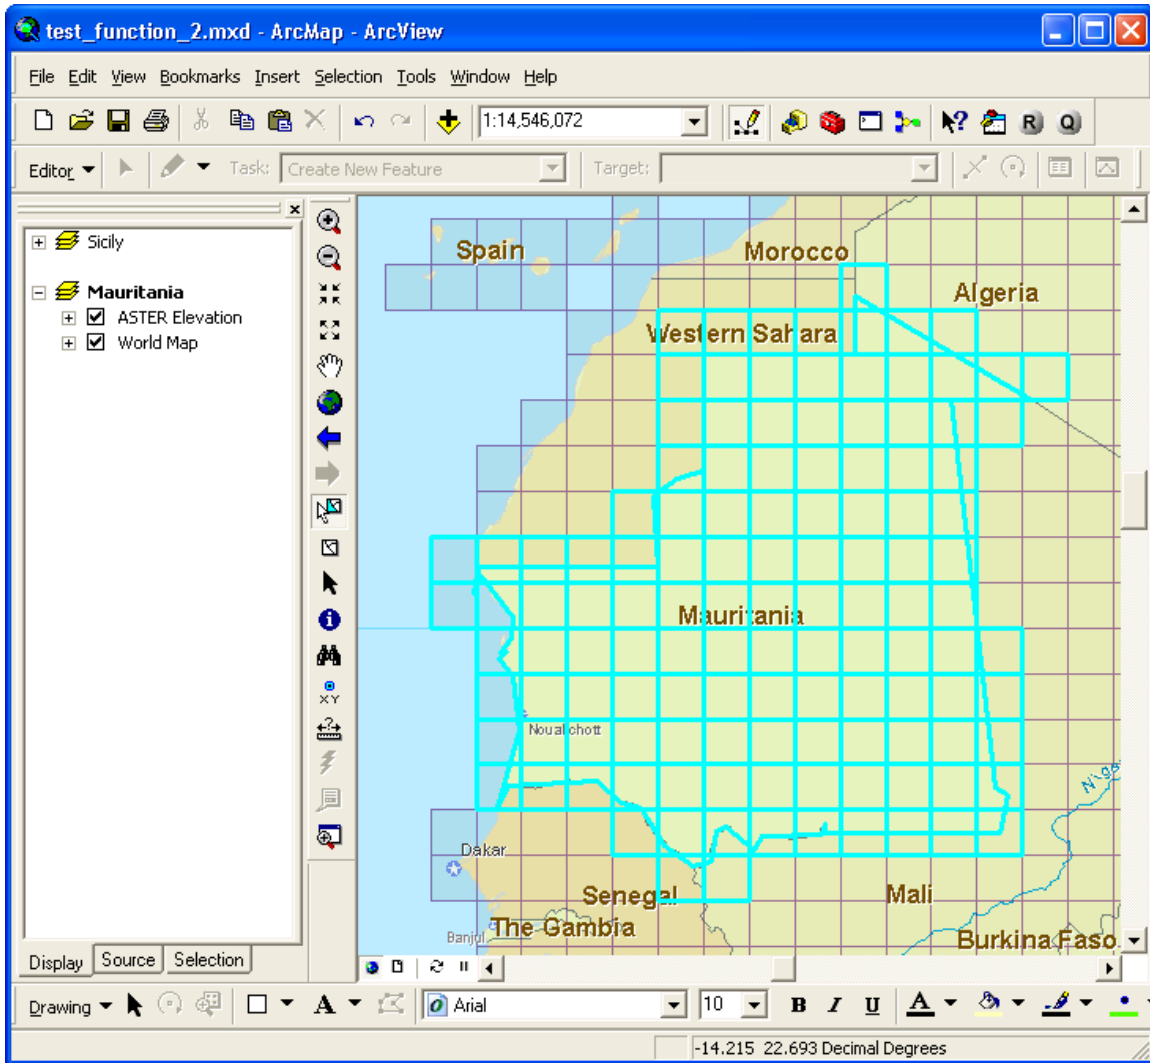 test_function_2.mxd - ArcMap - ArcView
File Edit View Bookmarks Insert Selection Tools Window Help
1:14,546,072
R Q
Editor Task: Create New Feature Target:
Sicily
Mauritania
ASTER Elevation
World Map
XY
Spain
Morocco
Algeria
Western Sahara
Mauritania
Dakar
Senegal
Mali
The Gambia
Banjul
Burkina Faso
Display Source Selection
Drawing A Arial 10 B I U A
-14.215 22.693 Decimal Degrees